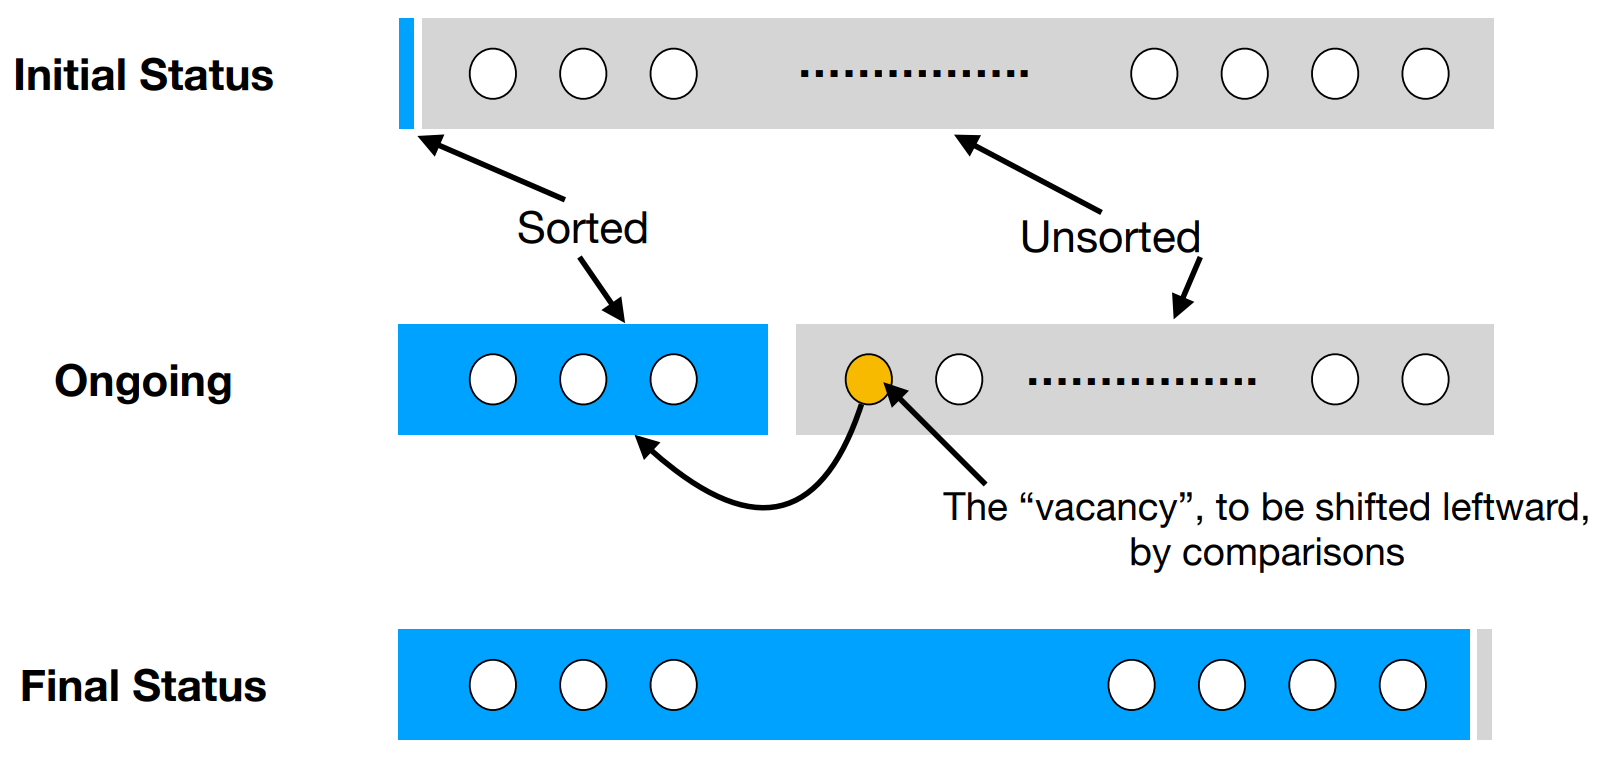 Initial Status
Sorted
Unsorted
Ongoing
The “vacancy”, to be shifted leftward,
by comparisons
Final Status